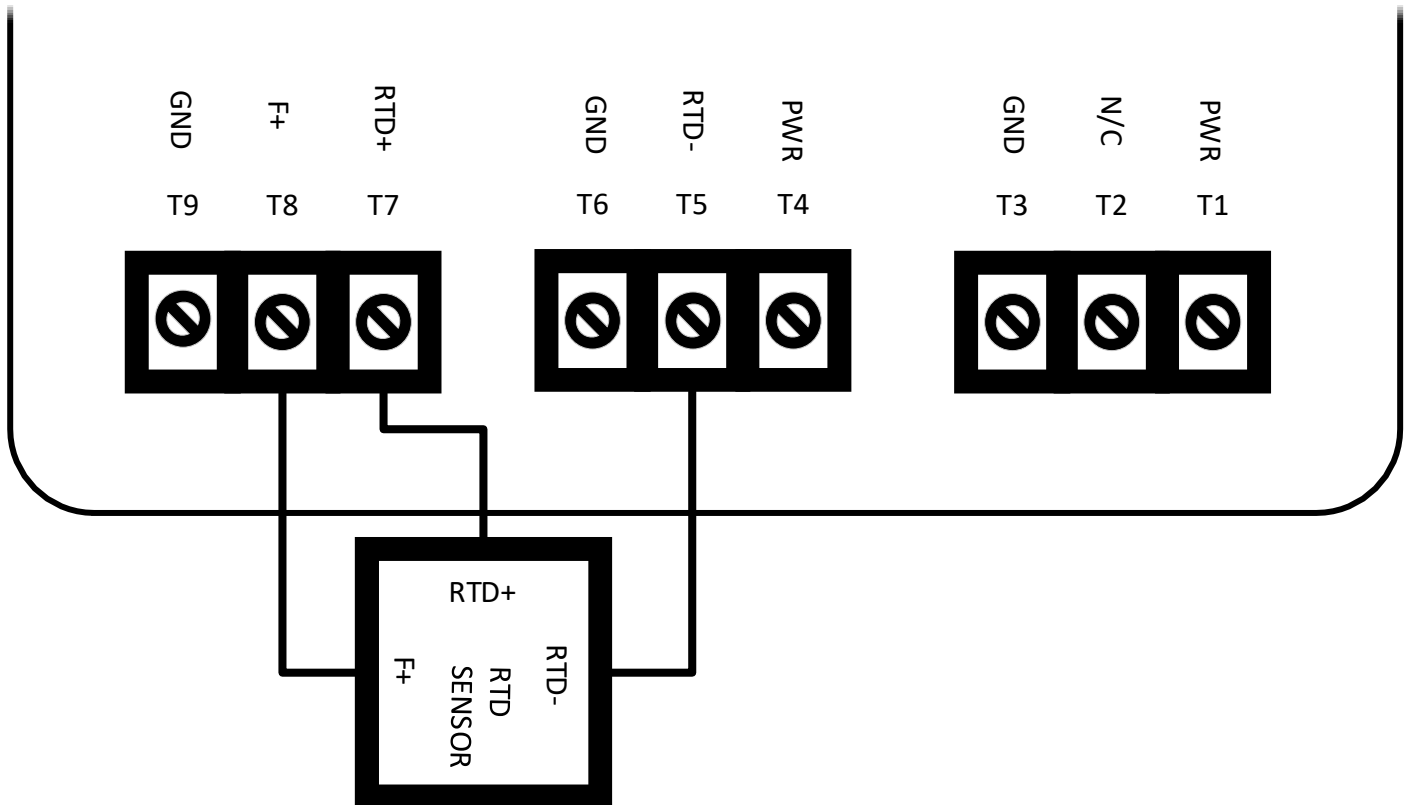 GND F+ RTD+ GND RTD- PWR GND N/C PWR
T9 T8 T7 T6 T5 T4 T3 T2 T1
RTD+
F+
RTD
SENSOR
RTD-